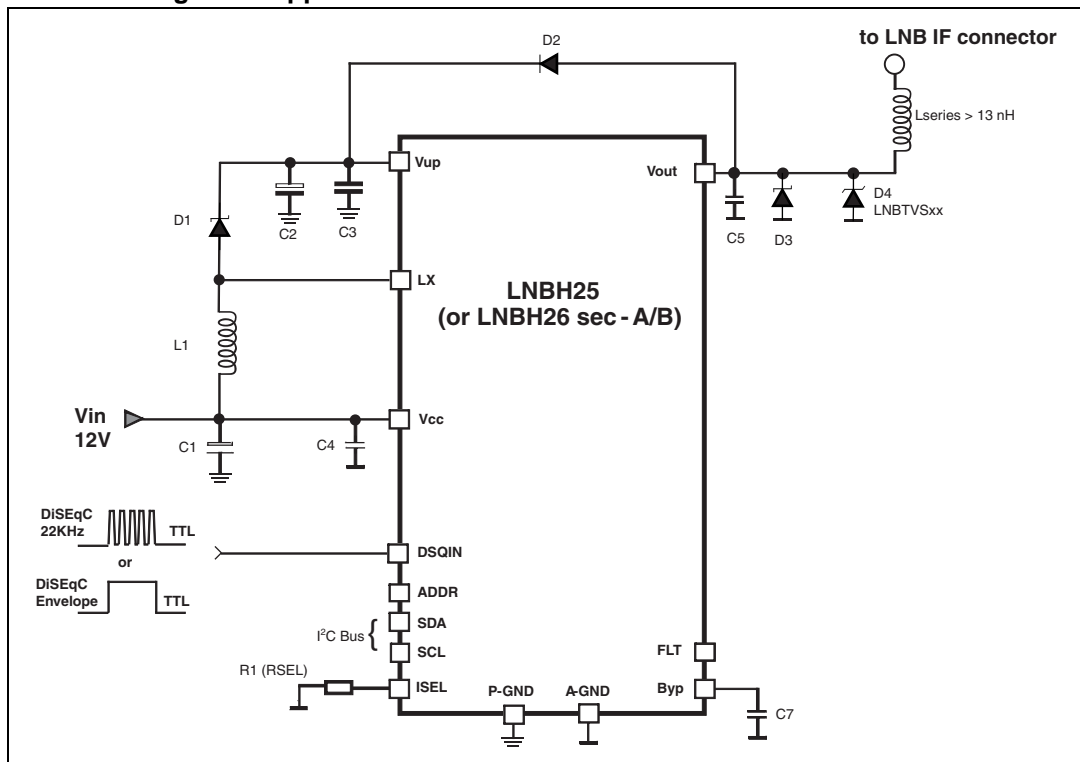 D2
to LNB IF connector
Lseries > 13 nH
Vup
Vout
D1
C2
C3
C5
D3
D4
LNBTVSxx
LX
LNBH25
(or LNBH26 sec - A/B)
L1
Vin
12V
Vcc
C1
C4
DiSEqC
22KHz
TTL
or
DiSEqC
Envelope
TTL
DSQIN
ADDR
I²C Bus {
SDA
SCL
FLT
R1 (RSEL)
ISEL
P-GND
A-GND
Byp
C7